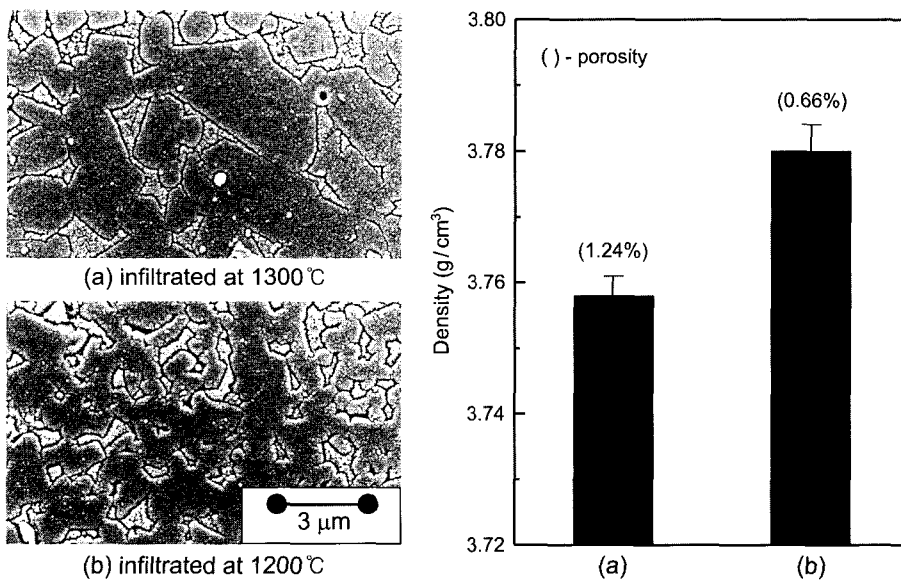 (a) infiltrated at 1300℃
3 μm
(b) infiltrated at 1200℃
3.80
3.78
3.76
3.74
3.72
Density (g / cm³)
( ) - porosity
(1.24%)
(0.66%)
(a)
(b)